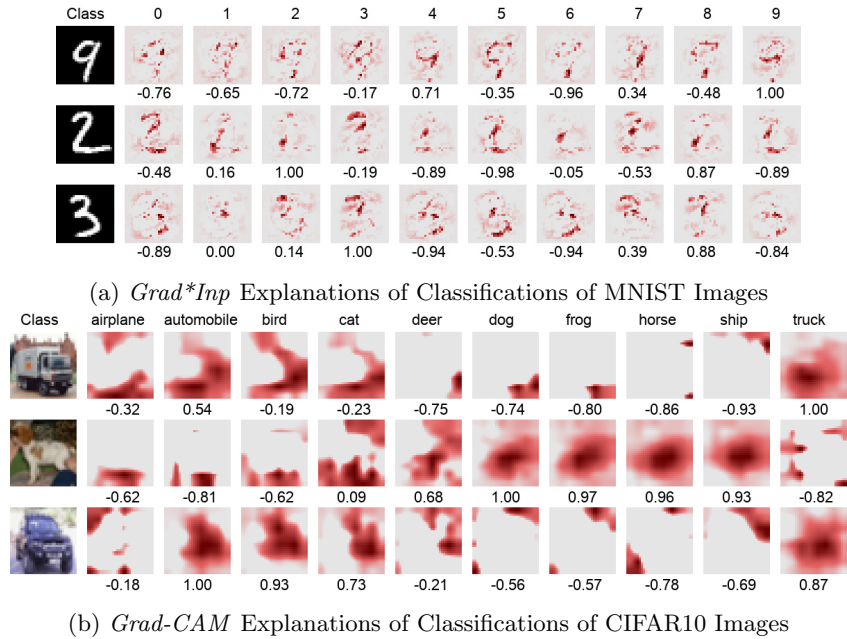 Class 0 1 2 3 4 5 6 7 8 9
-0.76 -0.65 -0.72 -0.17 0.71 -0.35 -0.96 0.34 -0.48 1.00
-0.48 0.16 1.00 -0.19 -0.89 -0.98 -0.05 -0.53 0.87 -0.89
-0.89 0.00 0.14 1.00 -0.94 -0.53 -0.94 0.39 0.88 -0.84
(a) Grad*Inp Explanations of Classifications of MNIST Images
Class airplane automobile bird cat deer dog frog horse ship truck
-0.32 0.54 -0.19 -0.23 -0.75 -0.74 -0.80 -0.86 -0.93 1.00
-0.62 -0.81 -0.62 0.09 0.68 1.00 0.97 0.96 0.93 -0.82
-0.18 1.00 0.93 0.73 -0.21 -0.56 -0.57 -0.78 -0.69 0.87
(b) Grad-CAM Explanations of Classifications of CIFAR10 Images